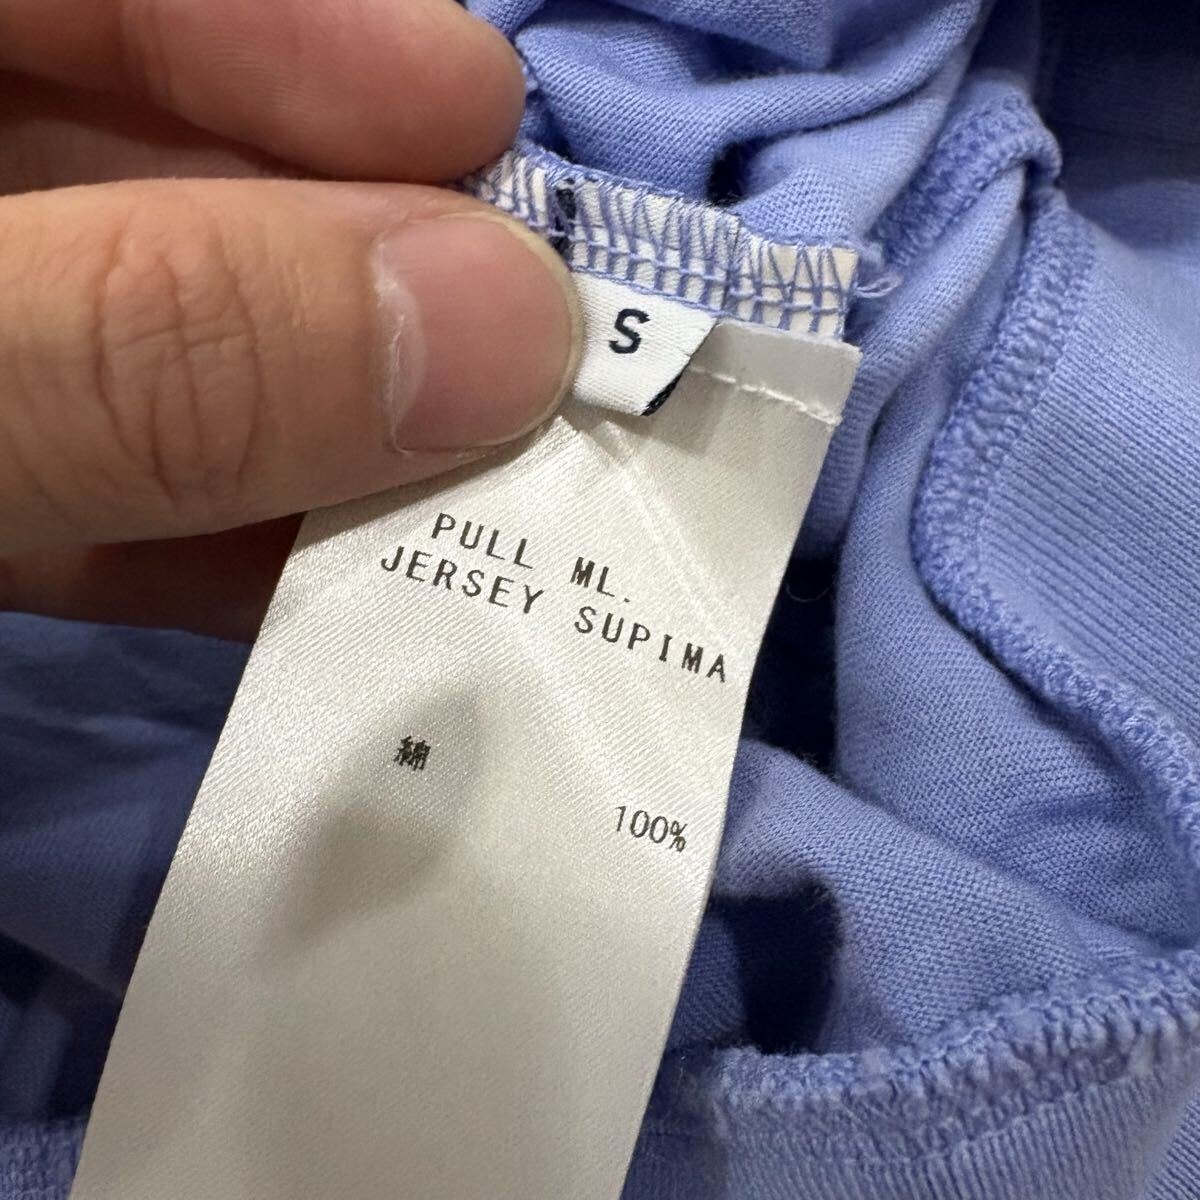 S
PULL ML.
JERSEY SUPIMA
綿 100%